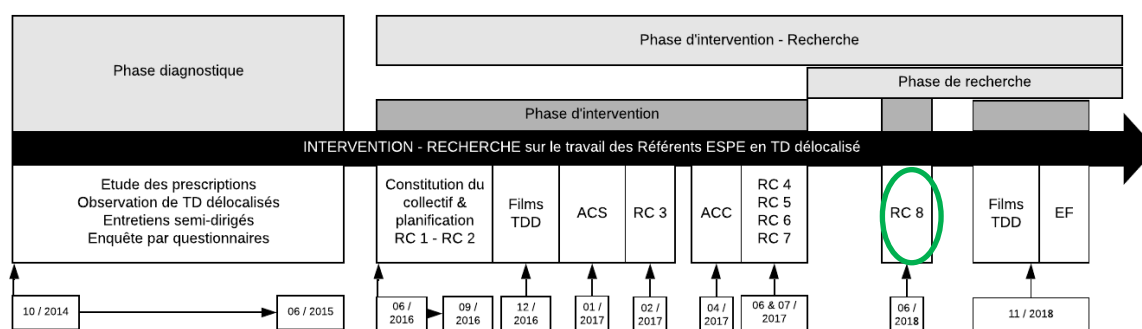 Phase d'intervention - Recherche
Phase diagnostique
Phase de recherche
Phase d'intervention
INTERVENTION - RECHERCHE sur le travail des Référents ESPE en TD délocalisé
Etude des prescriptions
Observation de TD délocalisés
Entretiens semi-dirigés
Enquête par questionnaires
Constitution du
collectif &
planification
RC 1 - RC 2
Films
TDD
ACS
RC 3
ACC
RC 4
RC 5
RC 6
RC 7
RC 8
Films
TDD
EF
10 / 2014
06 / 2015
06 /
2016
09 /
2016
12 /
2016
01 /
2017
02 /
2017
04 /
2017
06 & 07 /
2017
06 /
2018
11 / 2018